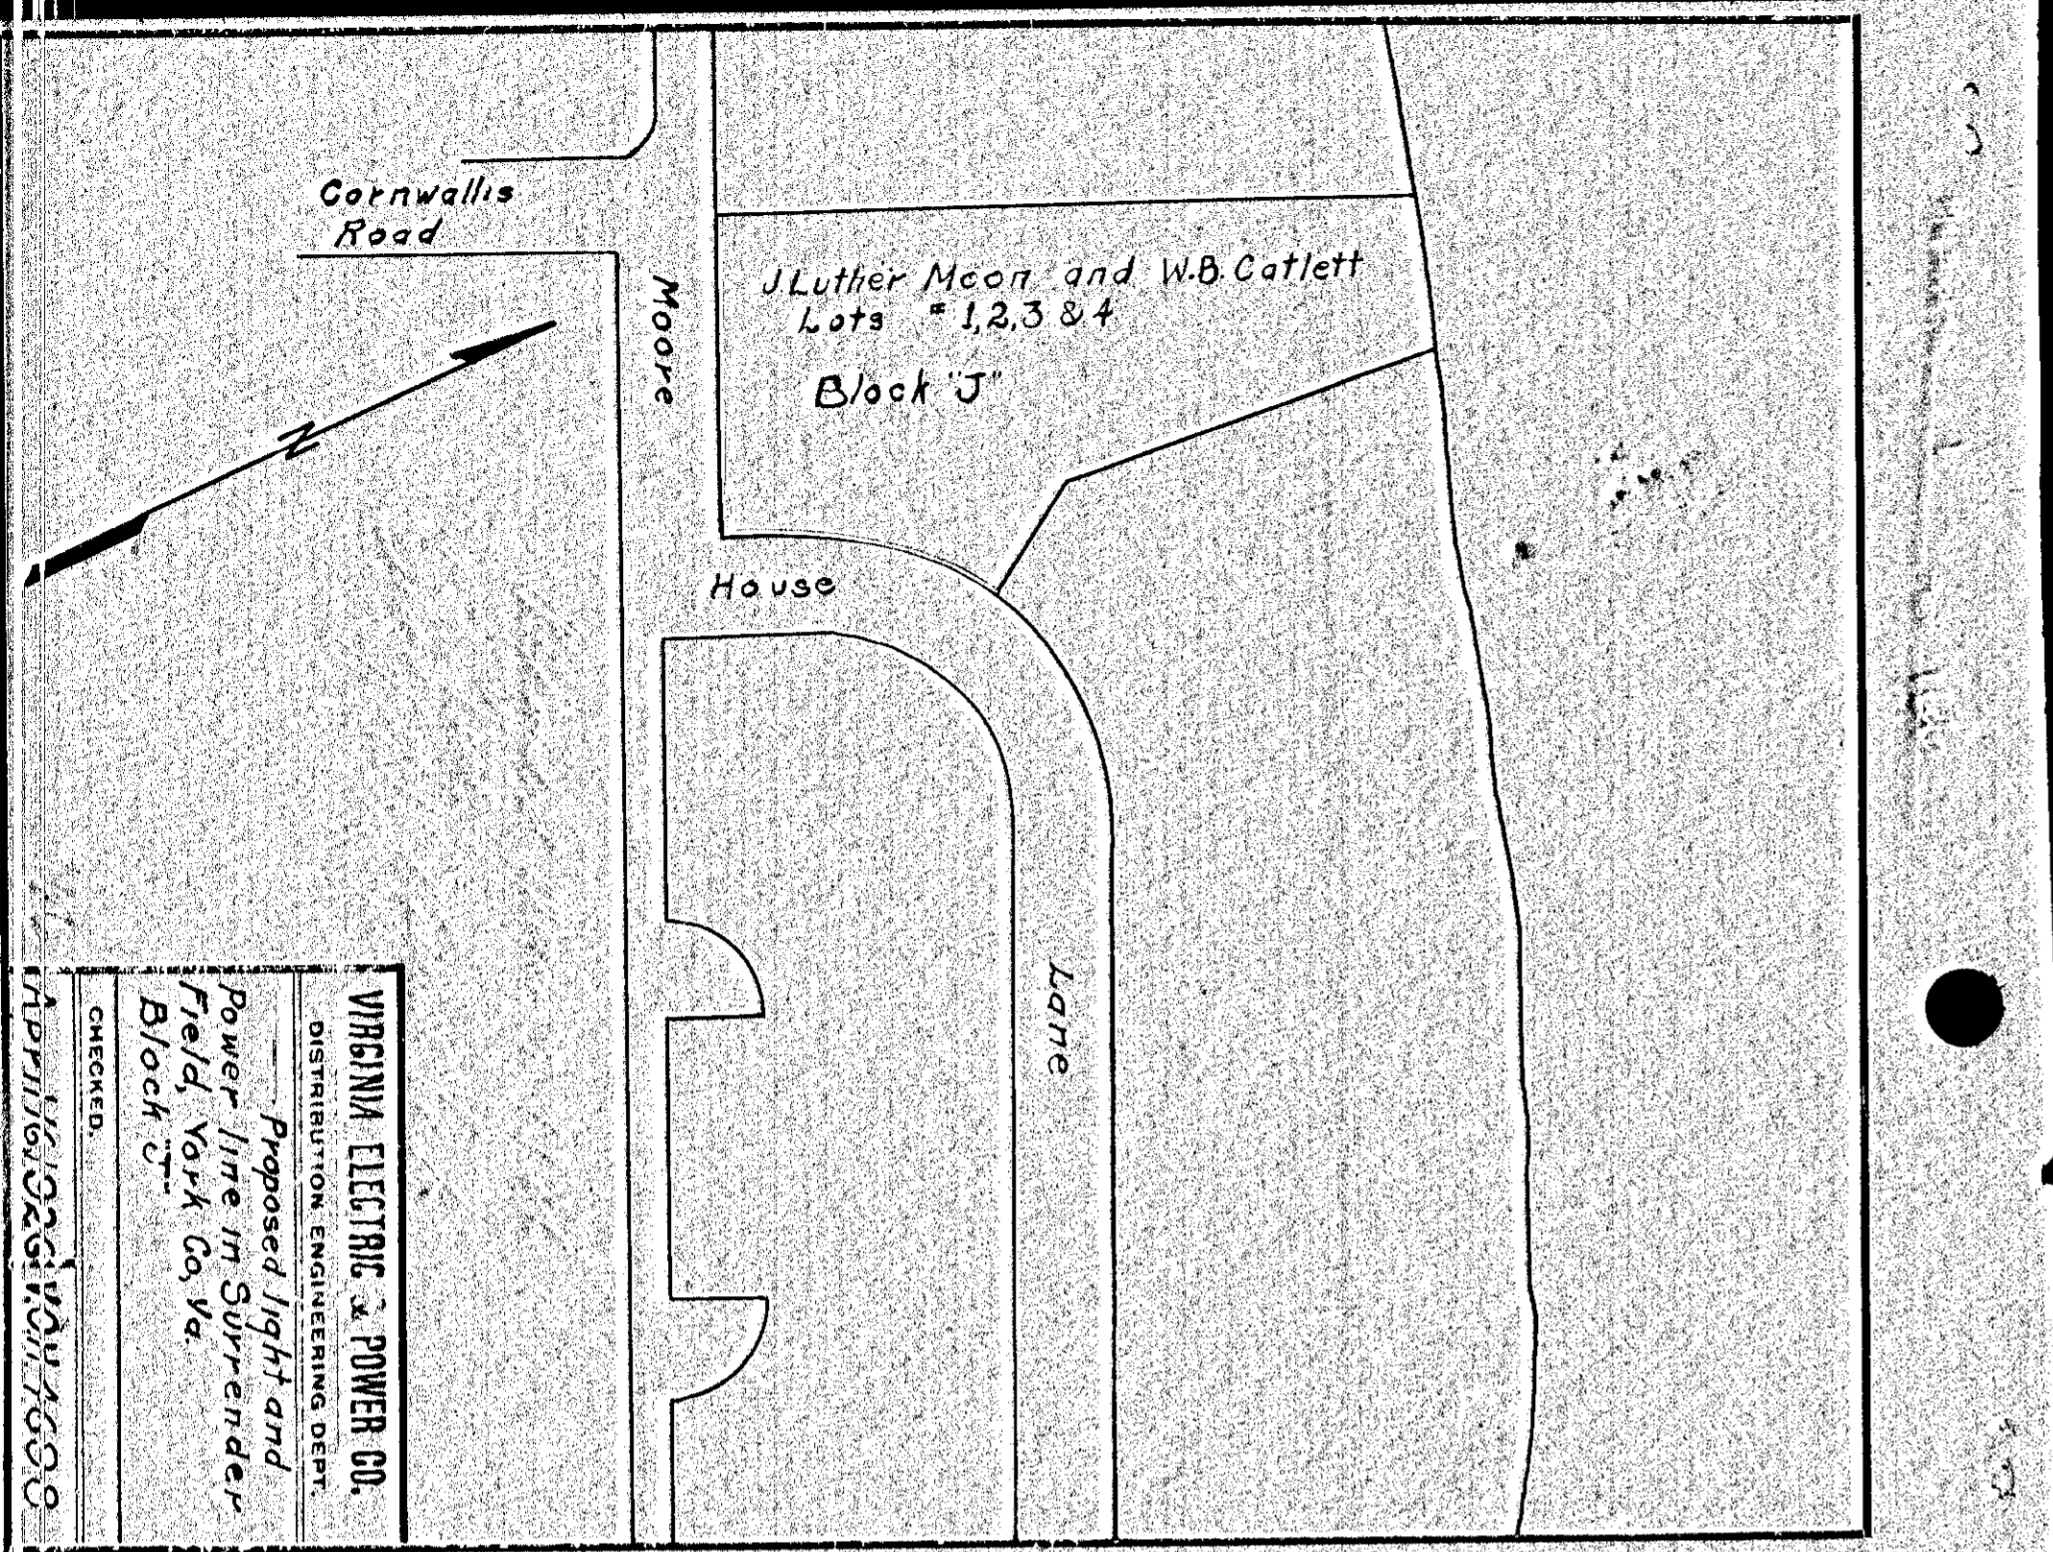 Cornwallis
Road
J Luther Moon and W.B. Catlett
Lots # 1,2,3 & 4
Block "J"
Moore
House
Lane
N
VIRGINIA ELECTRIC & POWER CO.
DISTRIBUTION ENGINEERING DEPT.
Proposed light and
Power line in Surrender
Field, York Co, Va.
Block "J"
CHECKED.